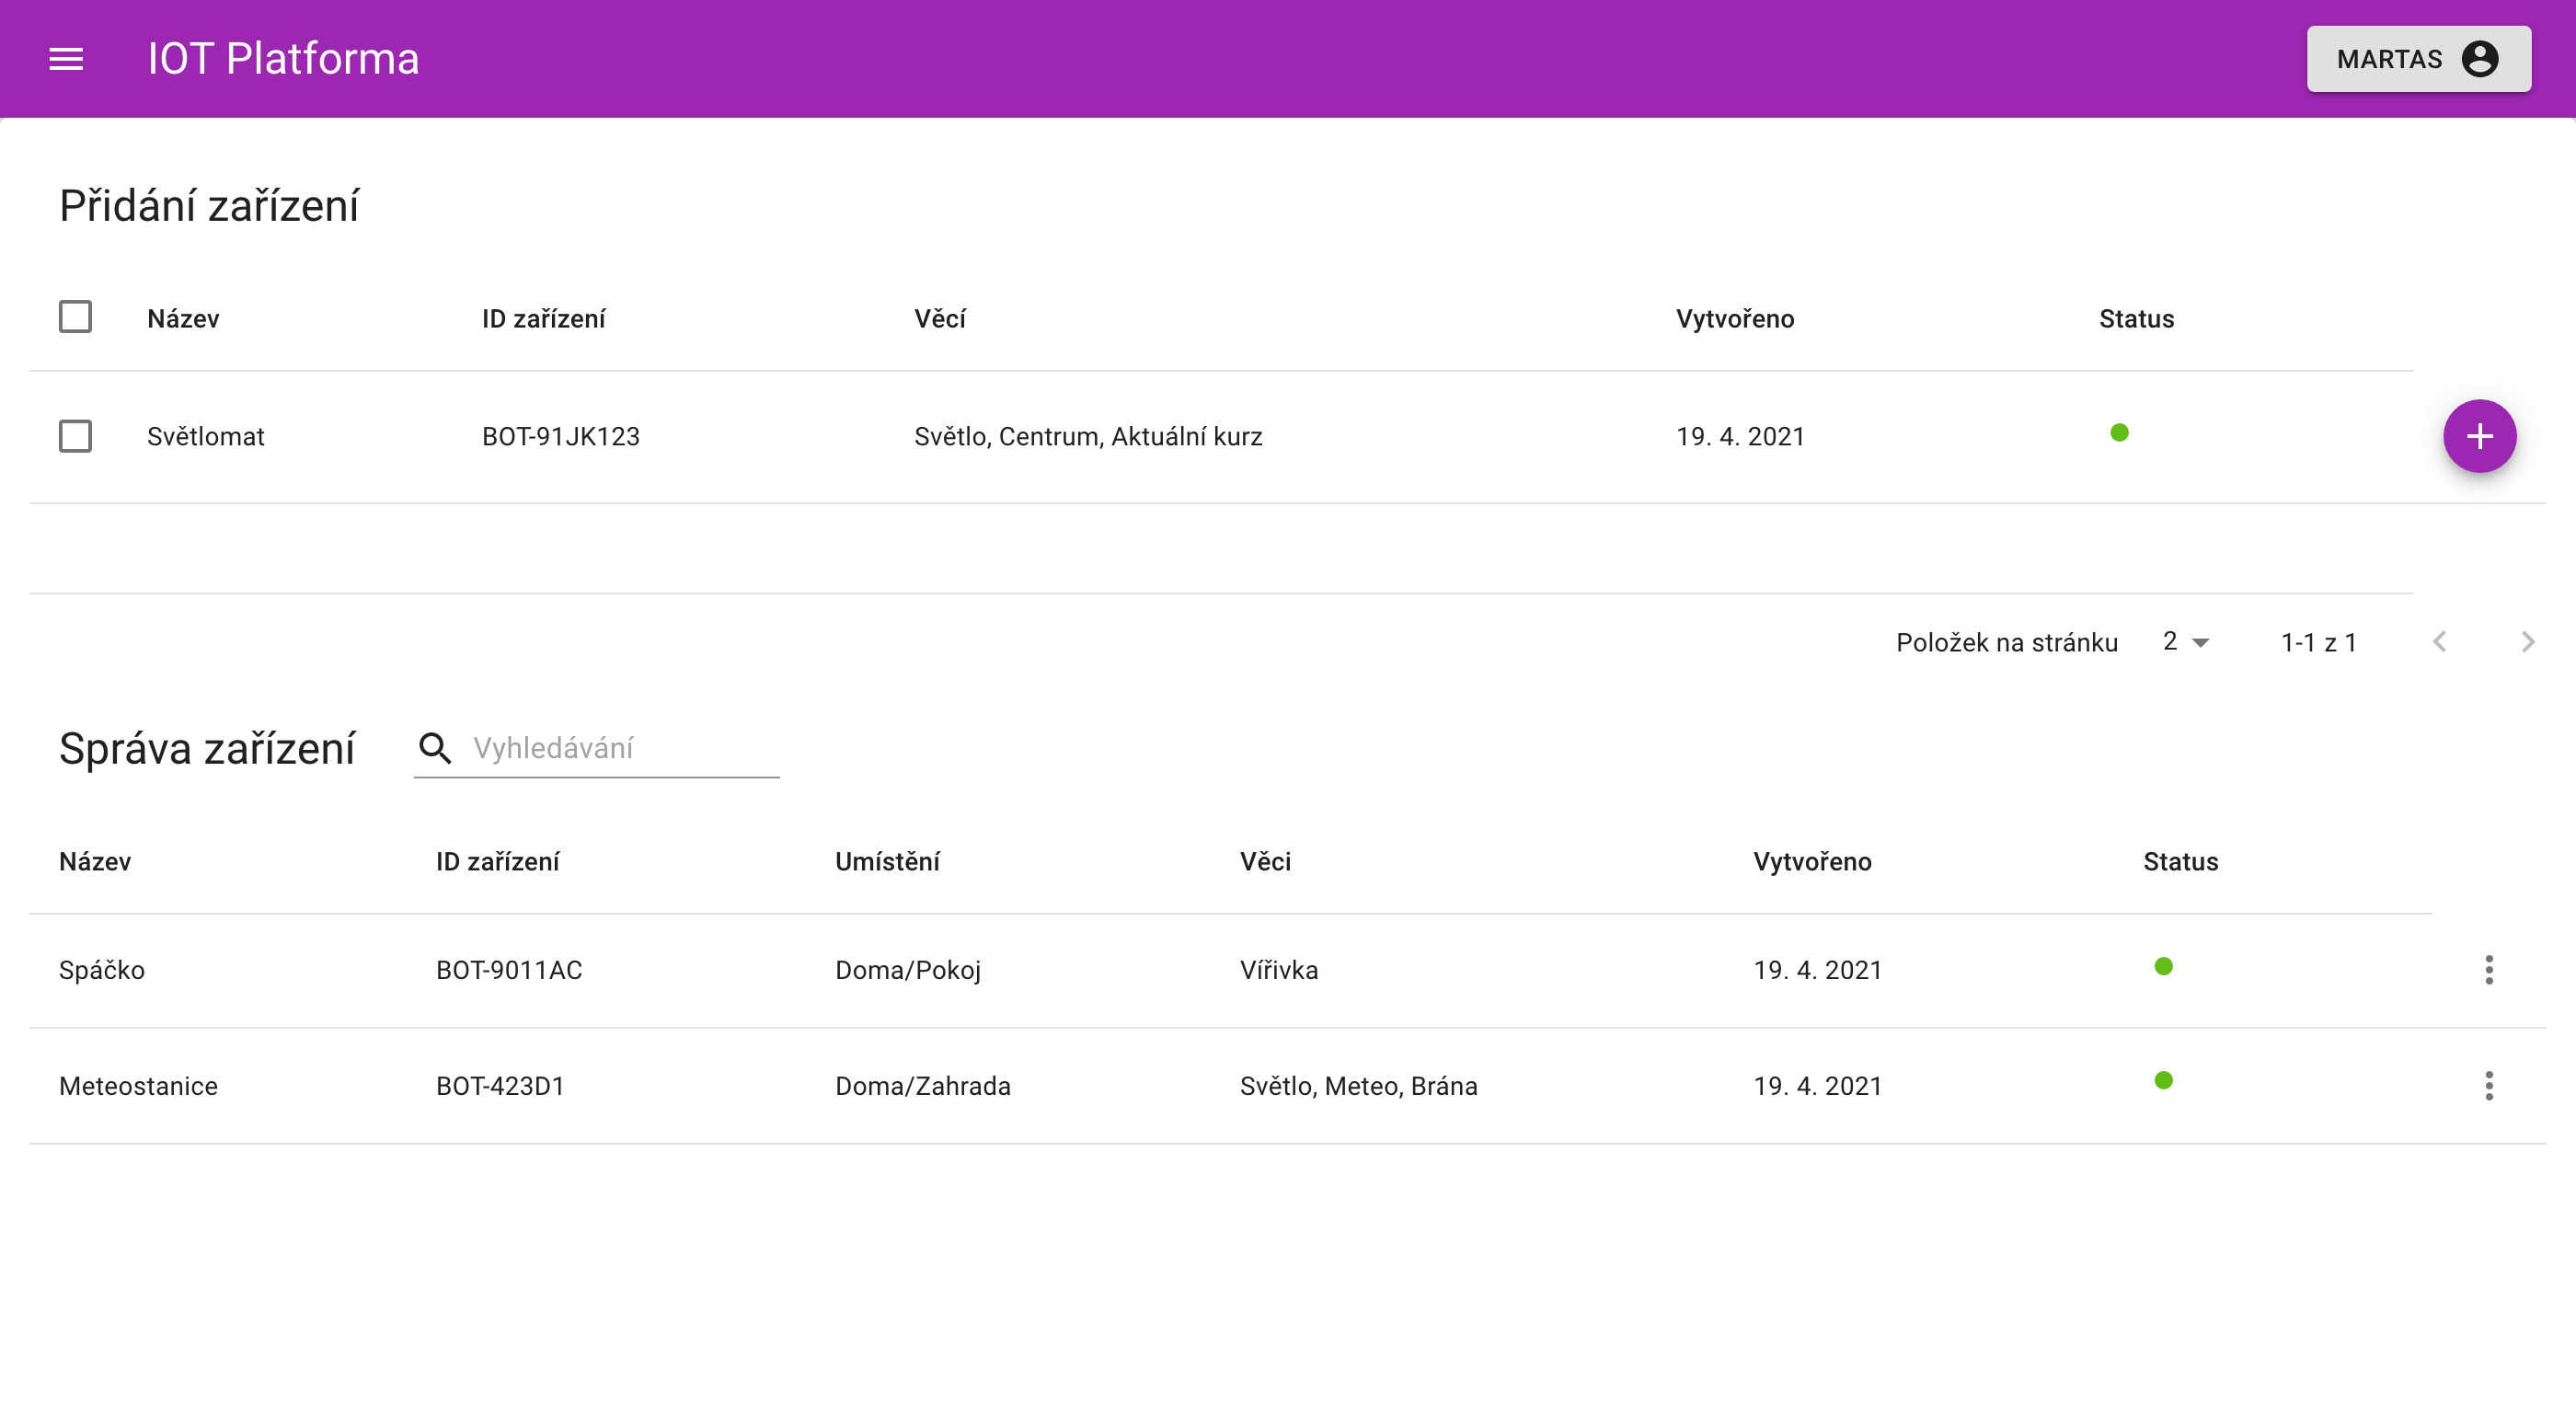 IOT Platforma
MARTAS
Přidání zařízení
Název ID zařízení Věcí Vytvořeno Status
Světlomat BOT-91JK123 Světlo, Centrum, Aktuální kurz 19. 4. 2021
Položek na stránku 2 1-1 z 1
Správa zařízení Vyhledávání
Název ID zařízení Umístění Věci Vytvořeno Status
Spáčko BOT-9011AC Doma/Pokoj Vířivka 19. 4. 2021
Meteostanice BOT-423D1 Doma/Zahrada Světlo, Meteo, Brána 19. 4. 2021